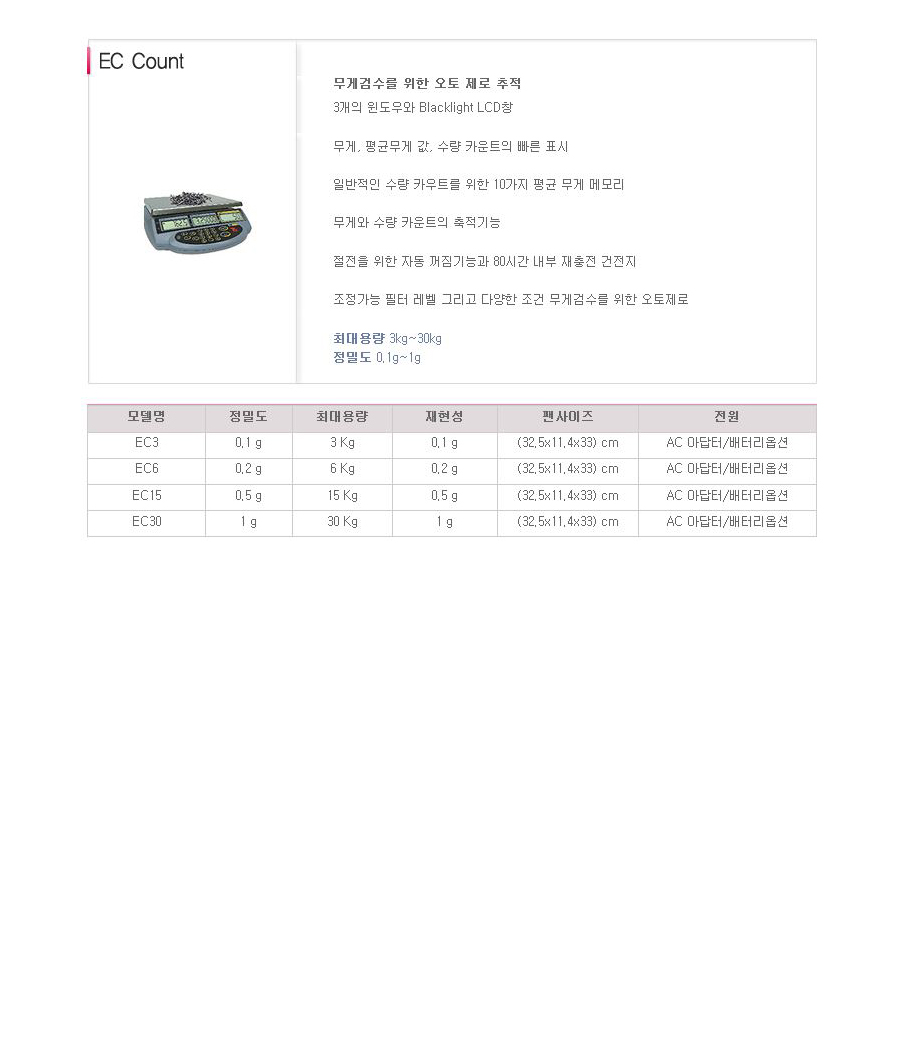 EC Count
무게검수를 위한 오토 제로 추적
3개의 윈도우와 Blacklight LCD창
무게, 평균무게 값, 수량 카운트의 빠른 표시
일반적인 수량 카우트를 위한 10가지 평균 무게 메모리
무게와 수량 카운트의 축적기능
절전을 위한 자동 꺼짐기능과 80시간 내부 재충전 건전지
조정가능 필터 레벨 그리고 다양한 조건 무게검수를 위한 오토제로
최대용량 3kg~30kg
정밀도 0.1g~1g
모델명 정밀도 최대용량 재현성 팬사이즈 전원
EC3 0.1 g 3 Kg 0.1 g (32.5x11.4x33) cm AC 아답터/배터리옵션
EC6 0.2 g 6 Kg 0.2 g (32.5x11.4x33) cm AC 아답터/배터리옵션
EC15 0.5 g 15 Kg 0.5 g (32.5x11.4x33) cm AC 아답터/배터리옵션
EC30 1 g 30 Kg 1 g (32.5x11.4x33) cm AC 아답터/배터리옵션